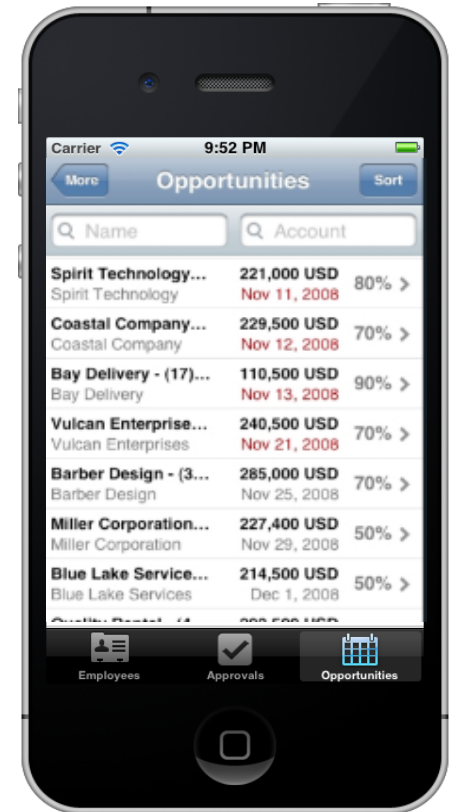 Carrier 9:52 PM
More Opportunities Sort
Name Account
Spirit Technology... 221,000 USD
Spirit Technology Nov 11, 2008 80%
Coastal Company... 229,500 USD
Coastal Company Nov 12, 2008 70%
Bay Delivery - (17)... 110,500 USD
Bay Delivery Nov 13, 2008 90%
Vulcan Enterprise... 240,500 USD
Vulcan Enterprises Nov 21, 2008 70%
Barber Design - (3... 285,000 USD
Barber Design Nov 25, 2008 70%
Miller Corporation... 227,400 USD
Miller Corporation Nov 29, 2008 50%
Blue Lake Service... 214,500 USD
Blue Lake Services Dec 1, 2008 50%
Quality Rental USD
Employees Approvals Opportunities